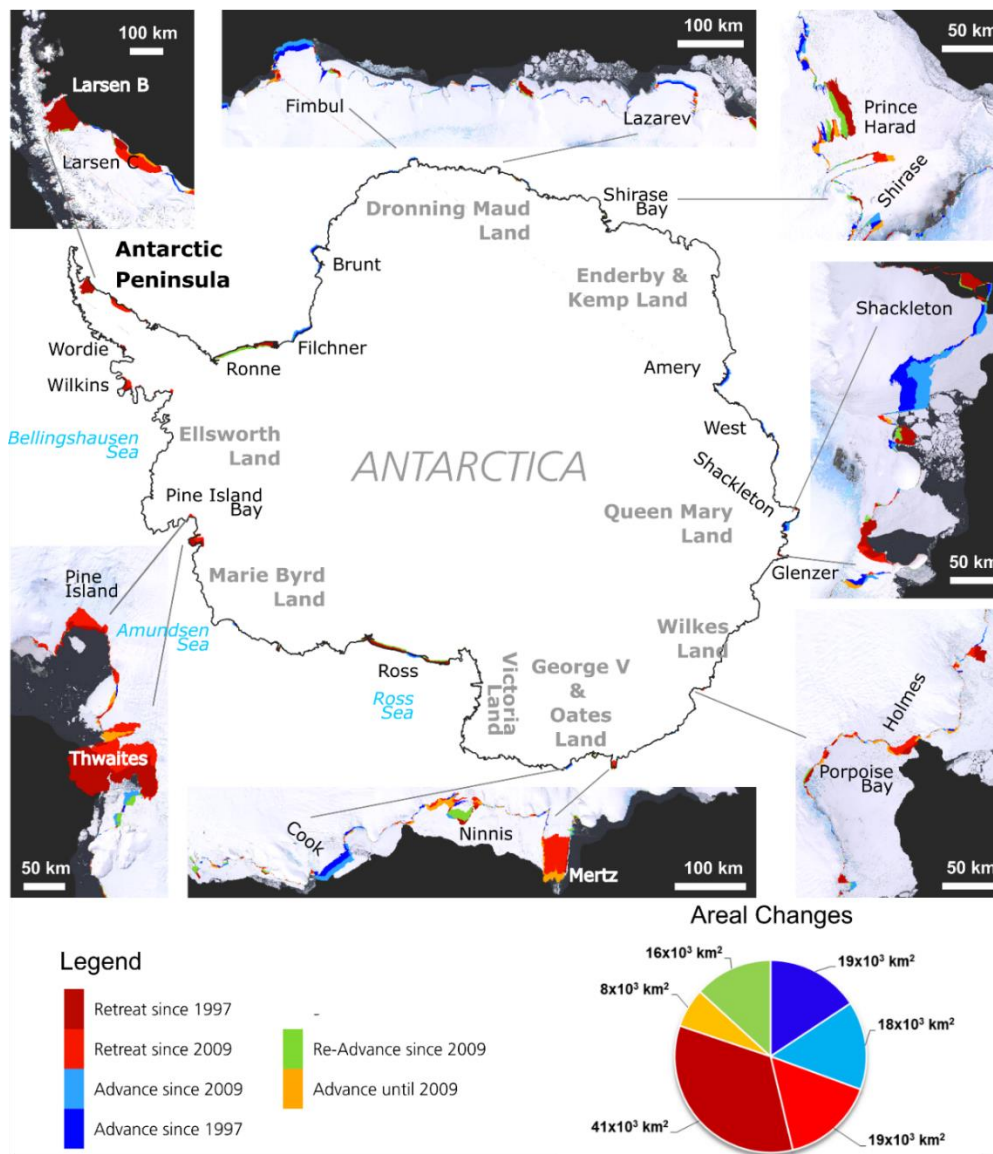 100 km
Larsen B
Larsen C
100 km
Fimbul
Lazarev
50 km
Prince
Harad
Shirase
Shirase
Bay
Dronning Maud
Land
Antarctic
Peninsula
Brunt
Enderby &
Kemp Land
Shackleton
Filchner
Wordie
Ronne
Amery
Wilkins
West
Bellingshausen
Sea
Ellsworth
Land
ANTARCTICA
Shackleton
Pine Island
Bay
Queen Mary
Land
50 km
Glenzer
Pine
Island
Marie Byrd
Land
Amundsen
Sea
Wilkes
Land
Ross
Ross
Sea
Victoria
Land
George V
&
Oates
Land
Holmes
Porpoise
Bay
50 km
Thwaites
50 km
Cook
Ninnis
Mertz
100 km
Areal Changes
16x10³ km²
19x10³ km²
8x10³ km²
18x10³ km²
41x10³ km²
19x10³ km²
Legend
Retreat since 1997
-
Retreat since 2009
Re-Advance since 2009
Advance since 2009
Advance until 2009
Advance since 1997